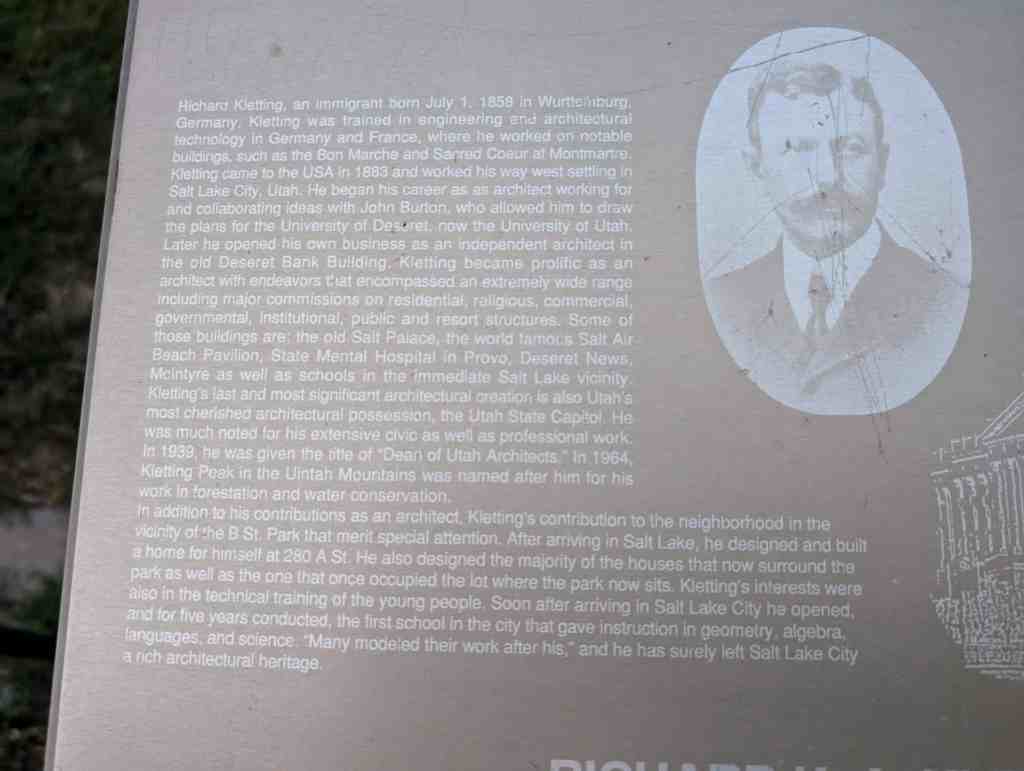 Richard Kletting, an immigrant born July 1, 1858 in Wurttemburg,
Germany. Kletting was trained in engineering and architectural
technology in Germany and France, where he worked on notable
buildings, such as the Bon Marche and Sacred Coeur at Montmartre.
Kletting came to the USA in 1883 and worked his way west settling in
Salt Lake City, Utah. He began his career as as architect working for
and collaborating ideas with John Burton, who allowed him to draw
the plans for the University of Deseret, now the University of Utah.
Later he opened his own business as an independent architect in
the old Deseret Bank Building. Kletting became prolific as an
architect with endeavors that encompassed an extremely wide range
including major commissions on residential, religious, commercial,
governmental, institutional, public and resort structures. Some of
those buildings are: the old Salt Palace, the world famous Salt Air
Beach Pavilion, State Mental Hospital in Provo, Deseret News,
McIntyre as well as schools in the immediate Salt Lake vicinity.
Kletting's last and most significant architectural creation is also Utah's
most cherished architectural possession, the Utah State Capitol. He
was much noted for his extensive civic as well as professional work.
In 1939, he was given the title of "Dean of Utah Architects." In 1964,
Kletting Peak in the Uintah Mountains was named after him for his
work in forestation and water conservation.
In addition to his contributions as an architect, Kletting's contribution to the neighborhood in the
vicinity of the B St. Park that merit special attention. After arriving in Salt Lake, he designed and built
a home for himself at 280 A St. He also designed the majority of the houses that now surround the
park as well as the one that once occupied the lot where the park now sits. Kletting's interests were
also in the technical training of the young people. Soon after arriving in Salt Lake City he opened,
and for five years conducted, the first school in the city that gave instruction in geometry, algebra,
languages, and science. "Many modeled their work after his," and he has surely left Salt Lake City
a rich architectural heritage.
RICHARD